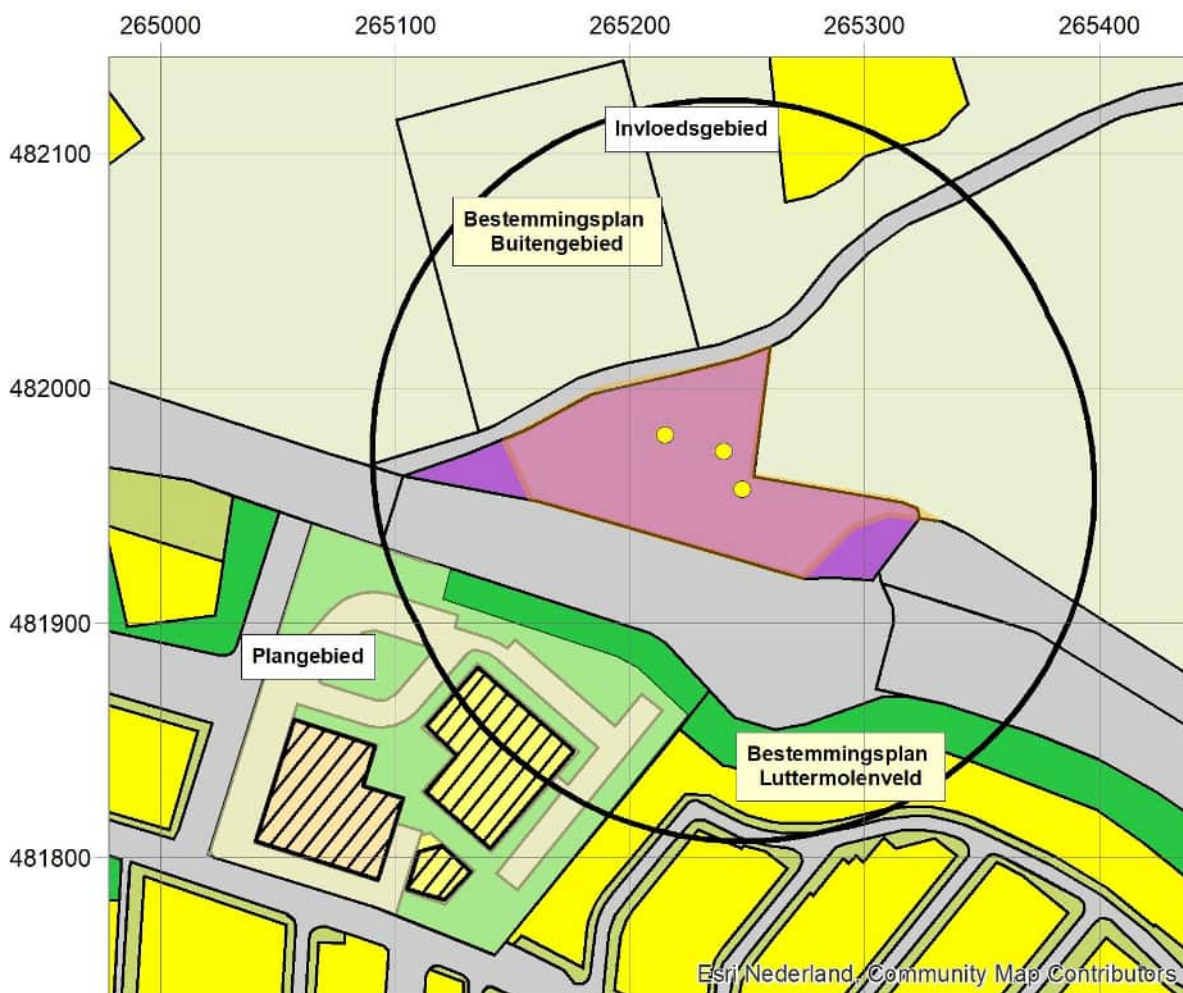 265000 265100 265200 265300 265400
482100
482000
481900
481800
Invloedsgebied
Bestemmingsplan
Buitengebied
Plangebied
Bestemmingsplan
Luttermolenveld
Esri Nederland, Community Map Contributors